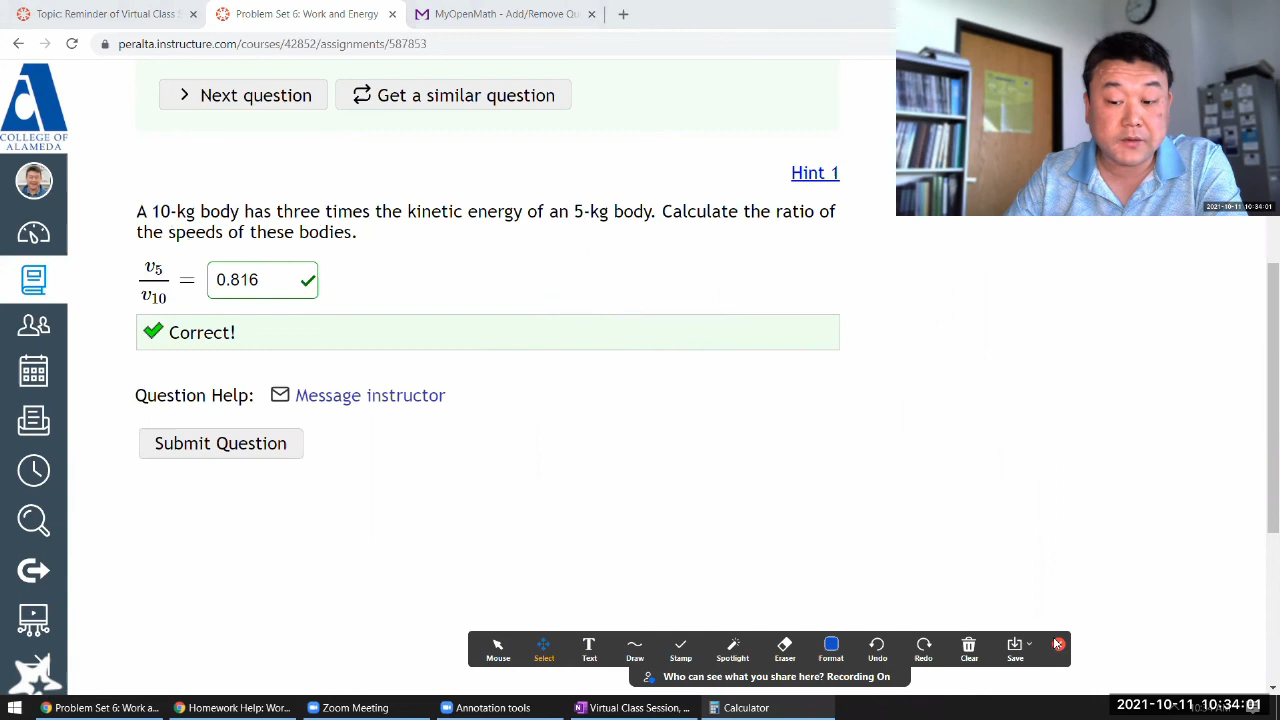 Topic: Reminder of Virtual Class S
Problem Set 6: Work and Energy
MyOpenMath - Add/Remove Qu
peralta.instructure.com/courses/42852/assignments/587853
COLLEGE OF
ALAMEDA
Next question
Get a similar question
Hint 1
A 10-kg body has three times the kinetic energy of an 5-kg body. Calculate the ratio of
the speeds of these bodies.
v5
v10
= 0.816
Correct!
Question Help: Message instructor
Submit Question
2021-10-11 10:34:01
Mouse Select Text Draw Stamp Spotlight Eraser Format Undo Redo Clear Save
Who can see what you share here? Recording On
Problem Set 6: Work a... Homework Help: Wor... Zoom Meeting Annotation tools Virtual Class Session, ... Calculator
2021-10-11 10:34:01